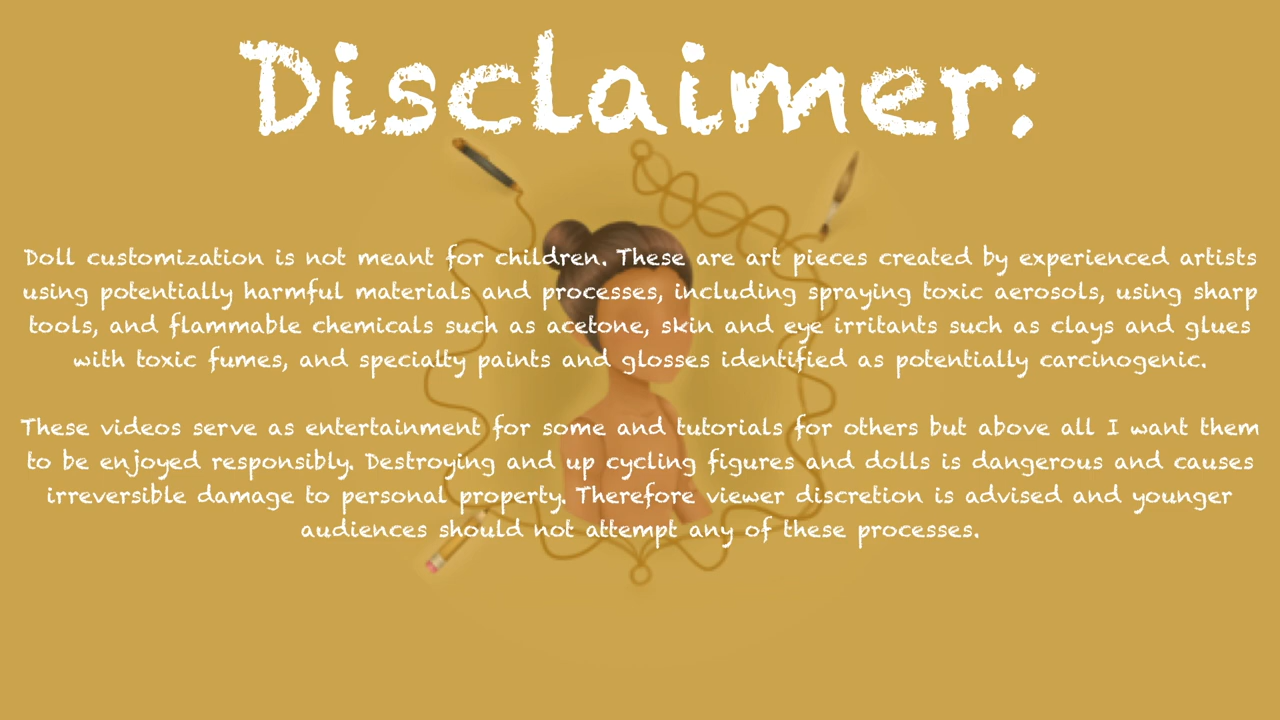 Disclaimer:
Doll customization is not meant for children. These are art pieces created by experienced artists
using potentially harmful materials and processes, including spraying toxic aerosols, using sharp
tools, and flammable chemicals such as acetone, skin and eye irritants such as clays and glues
with toxic fumes, and specialty paints and glosses identified as potentially carcinogenic.
These videos serve as entertainment for some and tutorials for others but above all I want them
to be enjoyed responsibly. Destroying and up cycling figures and dolls is dangerous and causes
irreversible damage to personal property. Therefore viewer discretion is advised and younger
audiences should not attempt any of these processes.